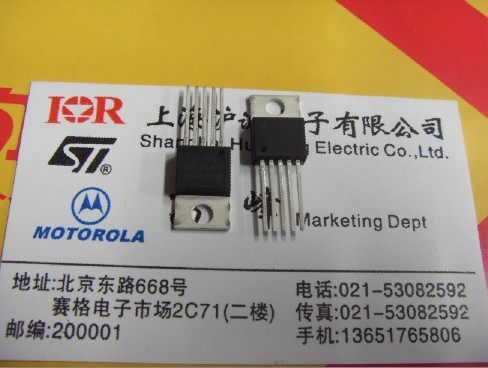 IOR
上海沪 子有限公司
ST®
Electric Co.,Ltd.
MOTOROLA
Marketing Dept
地址:北京东路668号
赛格电子市场2C71(二楼)
邮编:200001
电话:021-53082592
传真:021-53082592
手机:13651765806